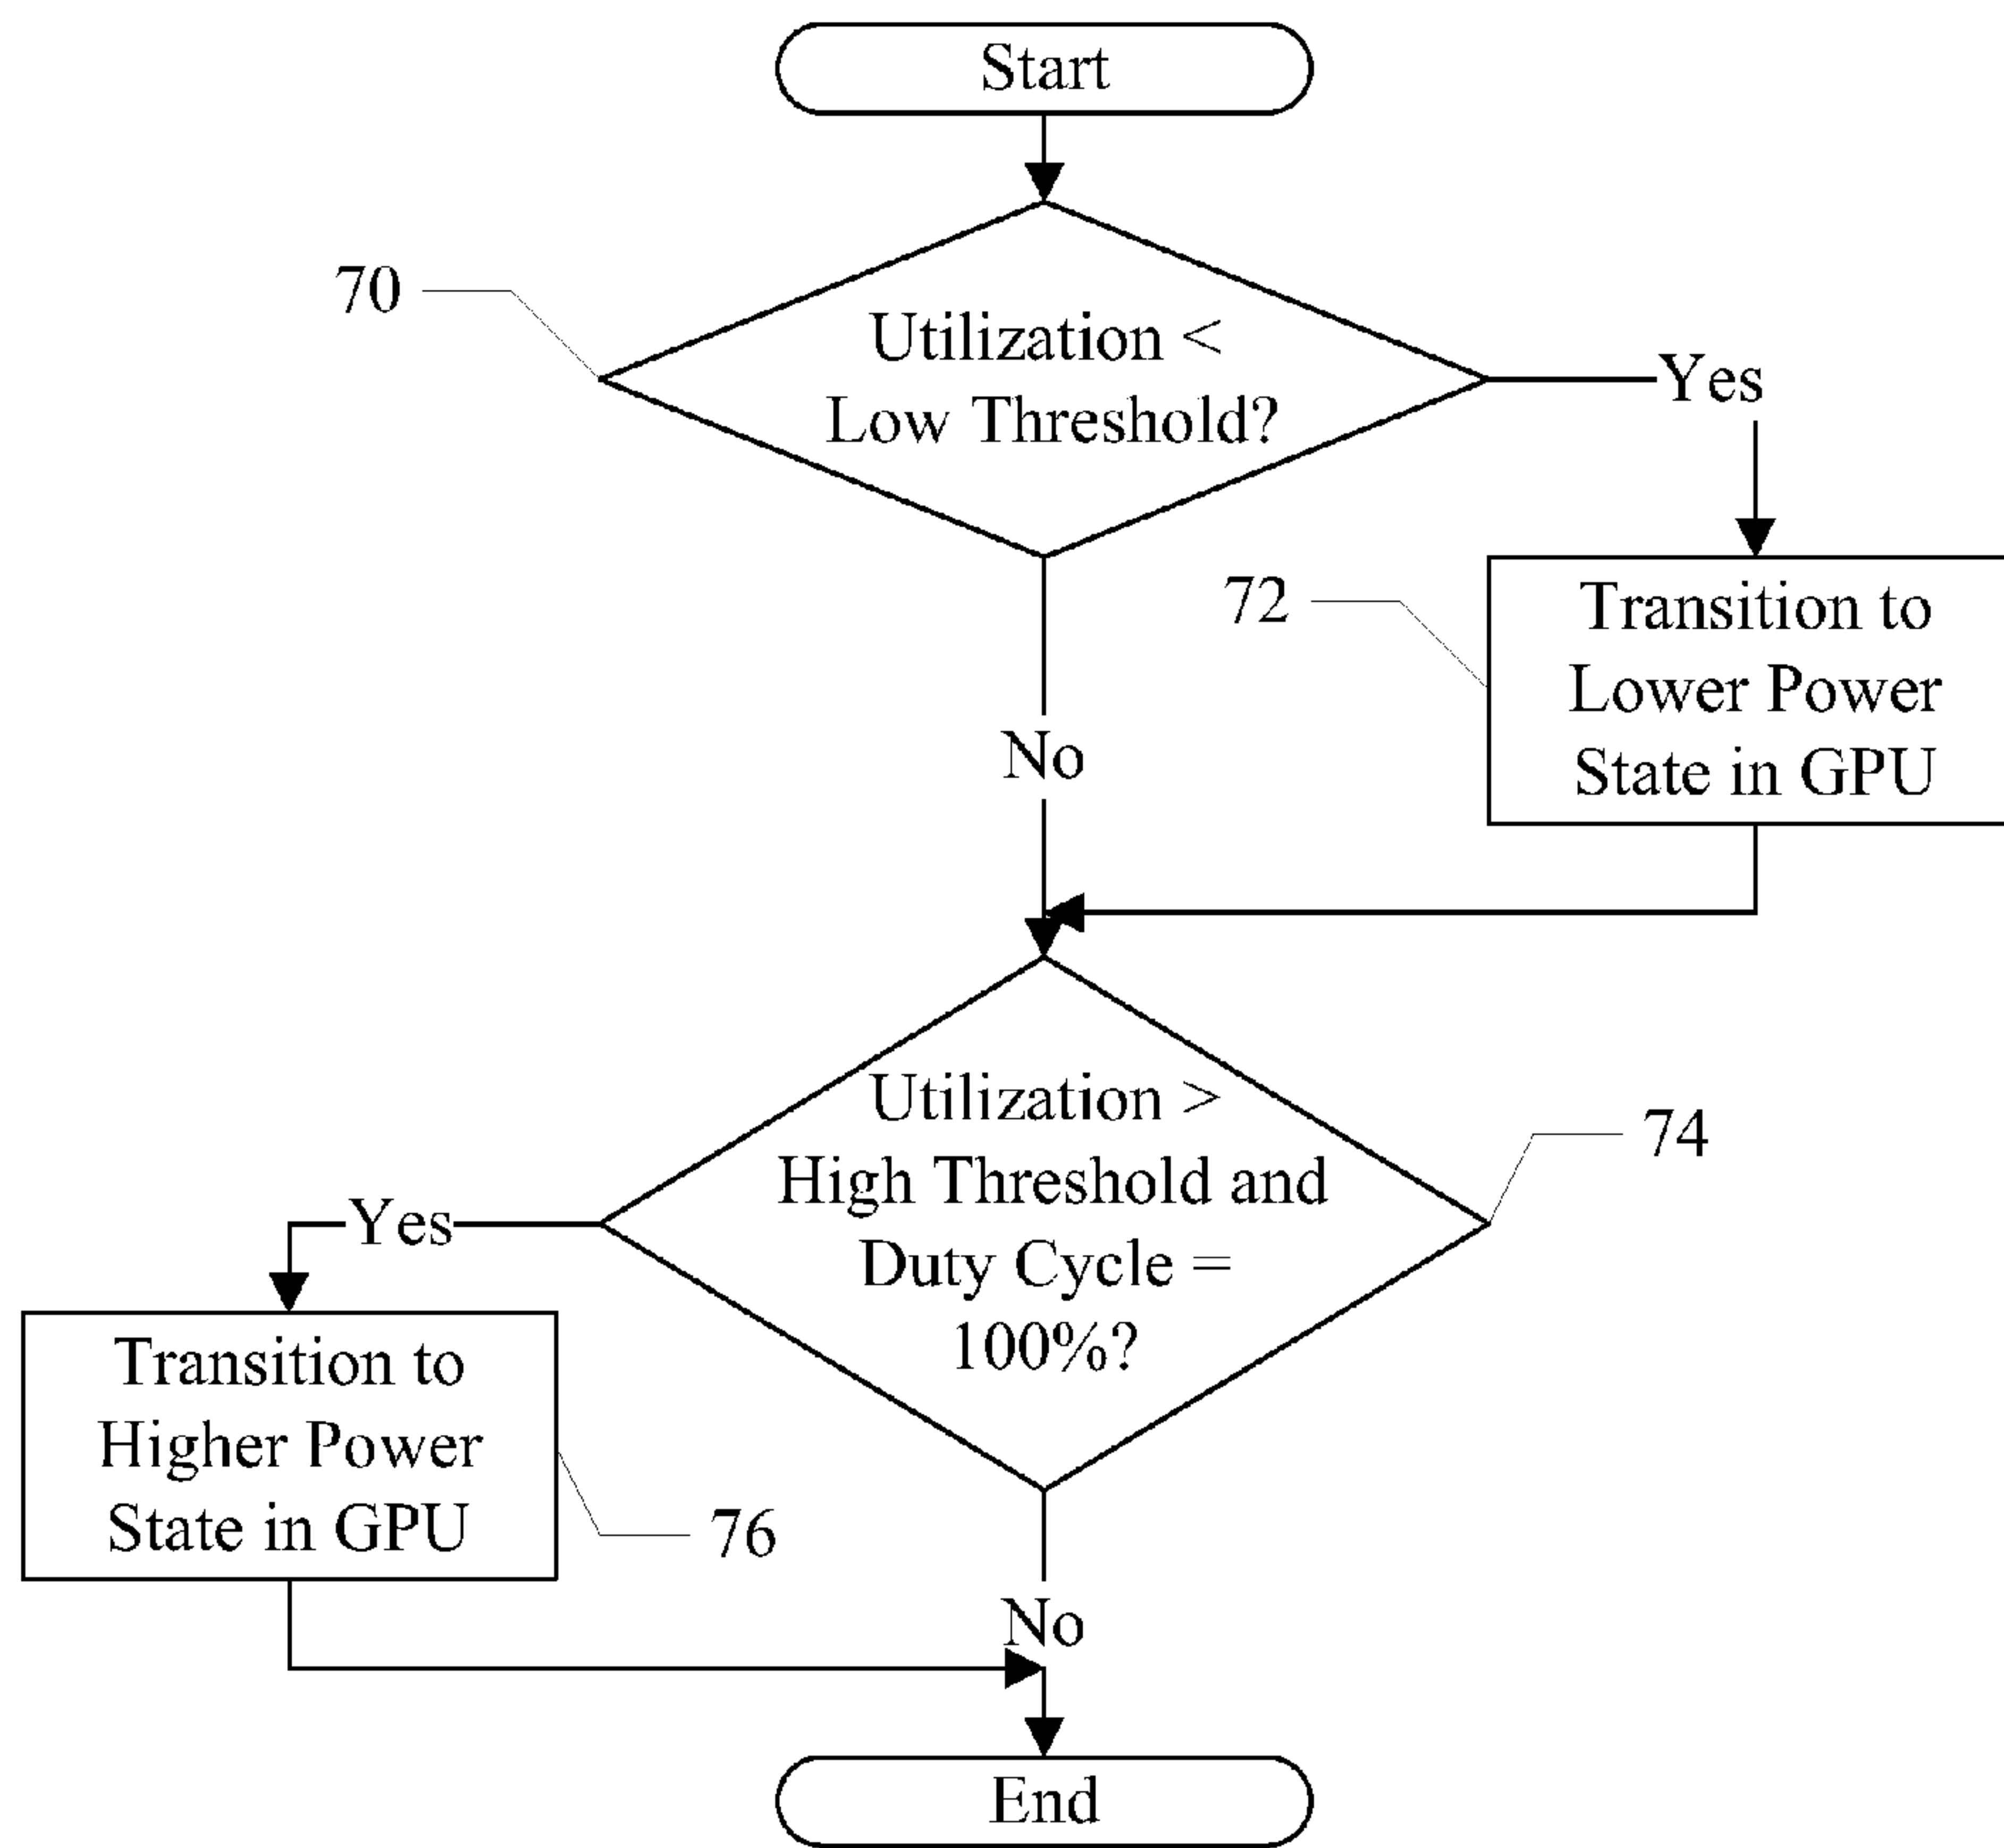 Start
70
Utilization <
Low Threshold?
Yes
72
Transition to
Lower Power
State in GPU
No
Utilization >
High Threshold and
Duty Cycle =
100%?
74
Yes
Transition to
Higher Power
State in GPU
76
No
End